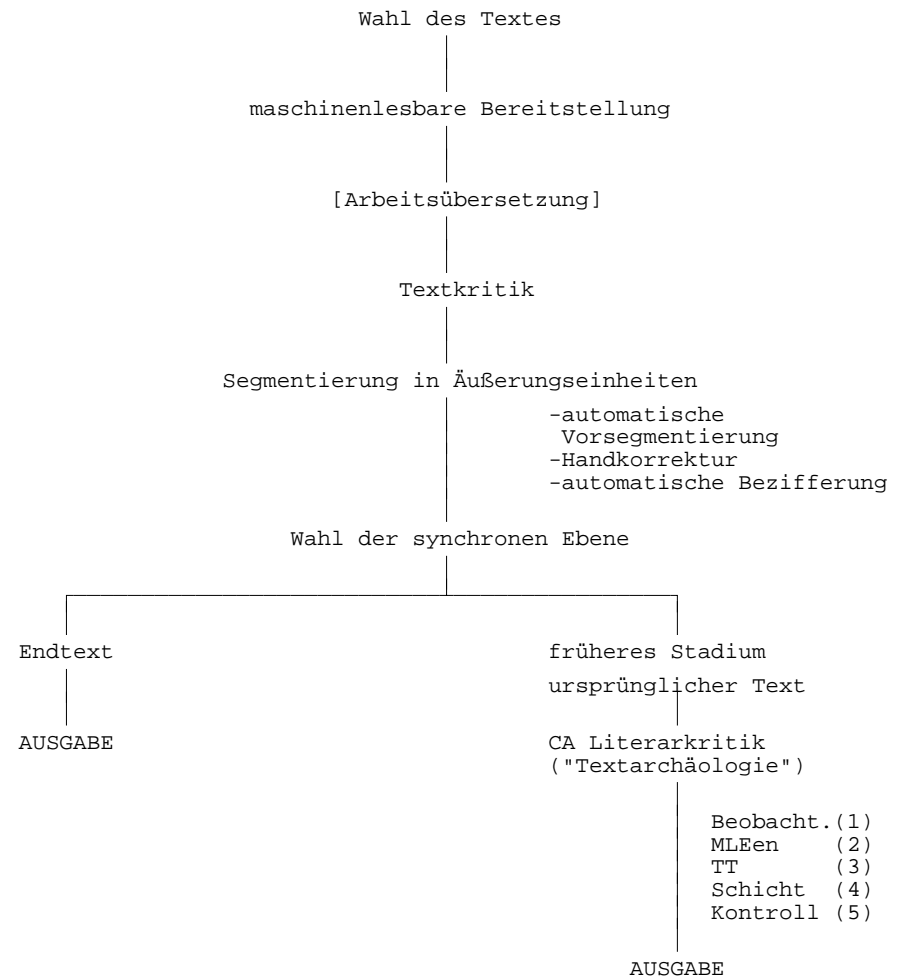 Wahl des Textes
maschinenlesbare Bereitstellung
[Arbeitsübersetzung]
Textkritik
Segmentierung in Äußerungseinheiten
-automatische
Vorsegmentierung
-Handkorrektur
-automatische Bezifferung
Wahl der synchronen Ebene
Endtext
AUSGABE
früheres Stadium
ursprünglicher Text
CA Literarkritik
("Textarchäologie")
Beobacht.(1)
MLEen (2)
TT (3)
Schicht (4)
Kontroll (5)
AUSGABE